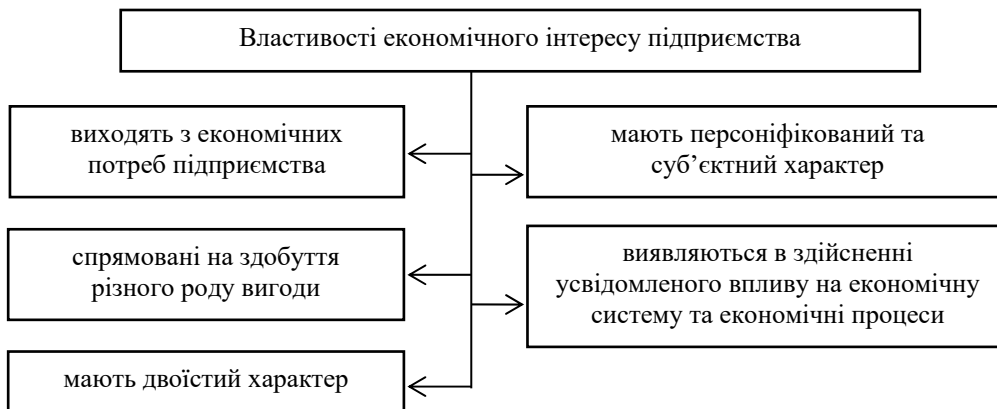 Властивості економічного інтересу підприємства
виходять з економічних
потреб підприємства
мають персоніфікований та
суб’єктний характер
спрямовані на здобуття
різного роду вигоди
виявляються в здійсненні
усвідомленого впливу на економічну
систему та економічні процеси
мають двоїстий характер